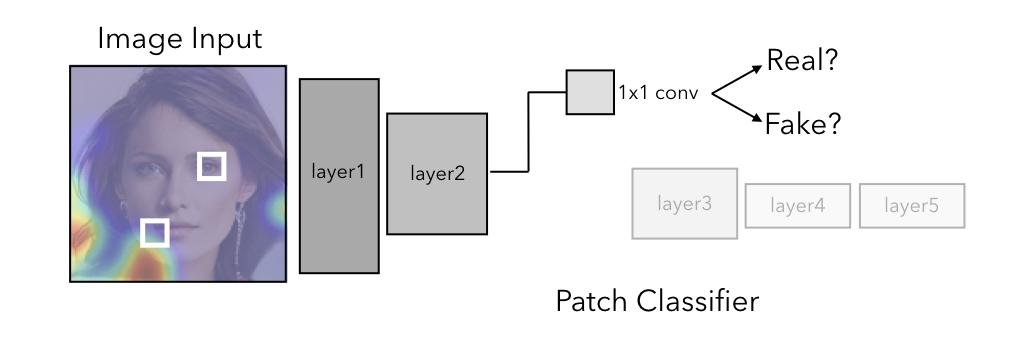 Image Input
layer1
layer2
1x1 conv
Real?
Fake?
layer3
layer4
layer5
Patch Classifier